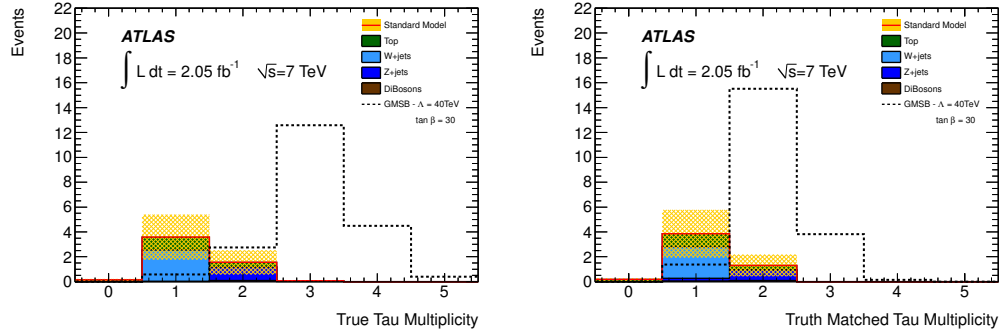 Events
22
20
18
16
14
12
10
8
6
4
2
0
ATLAS
∫ L dt = 2.05 fb⁻¹ √s=7 TeV
Standard Model
Top
W+jets
Z+jets
DiBosons
GMSB - Λ = 40TeV
tan β = 30
0 1 2 3 4 5
True Tau Multiplicity
Events
22
20
18
16
14
12
10
8
6
4
2
0
ATLAS
∫ L dt = 2.05 fb⁻¹ √s=7 TeV
Standard Model
Top
W+jets
Z+jets
DiBosons
GMSB - Λ = 40TeV
tan β = 30
0 1 2 3 4 5
Truth Matched Tau Multiplicity